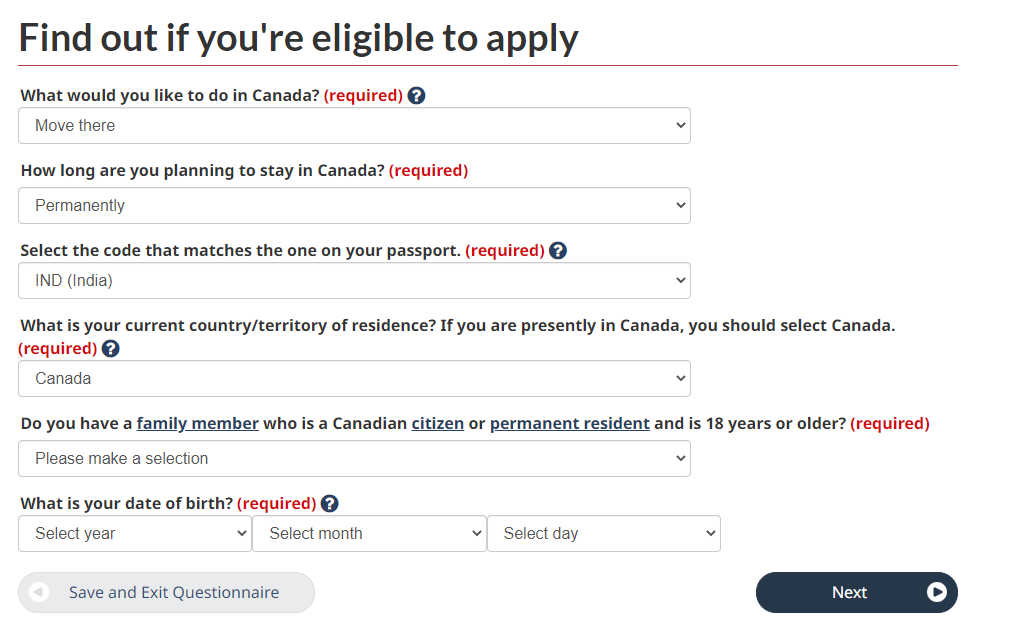 Find out if you're eligible to apply
What would you like to do in Canada? (required) ?
Move there
How long are you planning to stay in Canada? (required)
Permanently
Select the code that matches the one on your passport. (required) ?
IND (India)
What is your current country/territory of residence? If you are presently in Canada, you should select Canada.
(required) ?
Canada
Do you have a family member who is a Canadian citizen or permanent resident and is 18 years or older? (required)
Please make a selection
What is your date of birth? (required) ?
Select year Select month Select day
Save and Exit Questionnaire Next